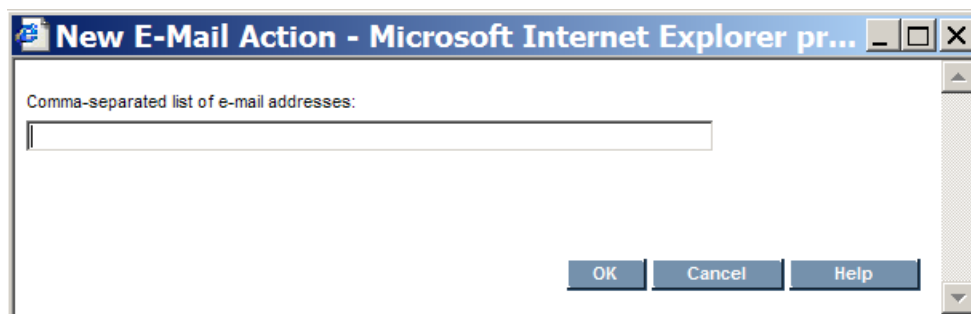 New E-Mail Action - Microsoft Internet Explorer pr...
Comma-separated list of e-mail addresses:
OK Cancel Help